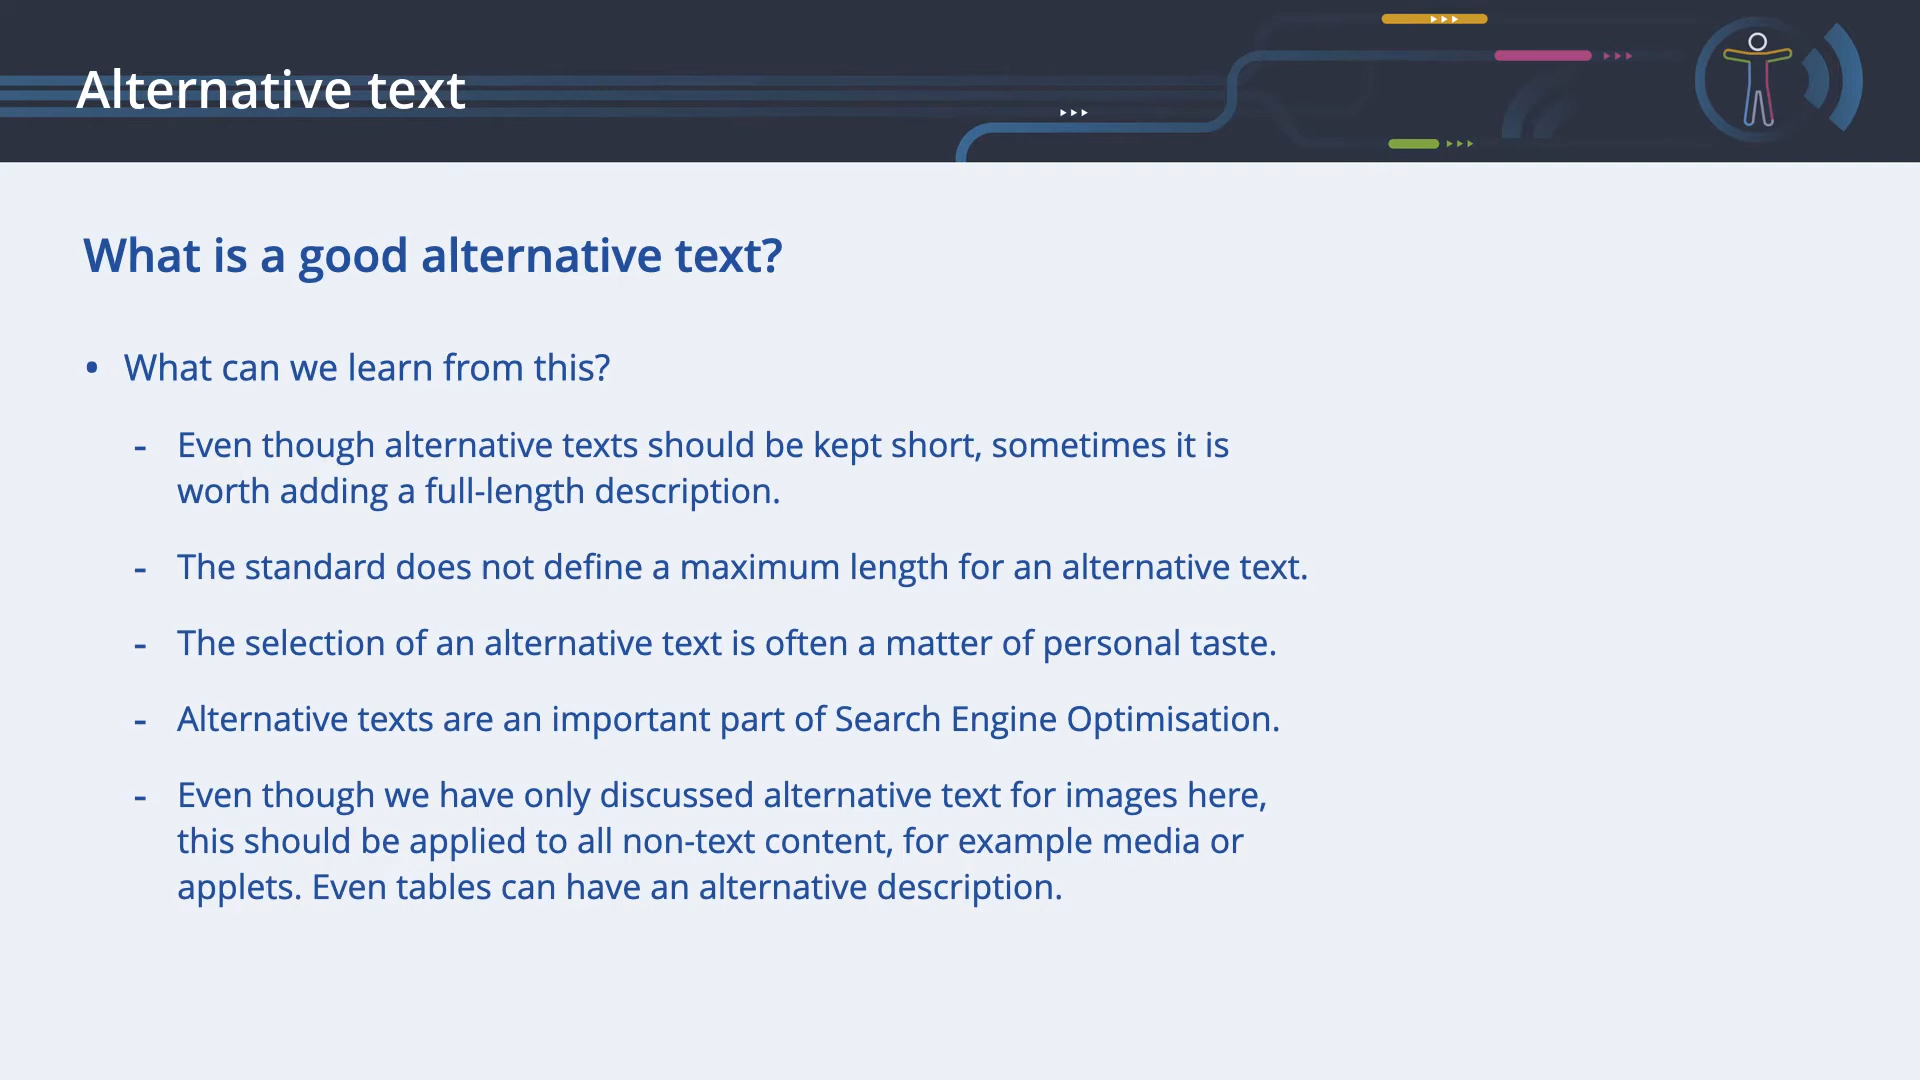 Alternative text
What is a good alternative text?
• What can we learn from this?
- Even though alternative texts should be kept short, sometimes it is
worth adding a full-length description.
- The standard does not define a maximum length for an alternative text.
- The selection of an alternative text is often a matter of personal taste.
- Alternative texts are an important part of Search Engine Optimisation.
- Even though we have only discussed alternative text for images here,
this should be applied to all non-text content, for example media or
applets. Even tables can have an alternative description.